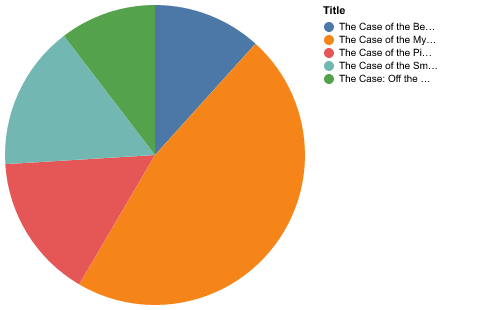 Title
The Case of the Be…
The Case of the My…
The Case of the Pi…
The Case of the Sm…
The Case: Off the …